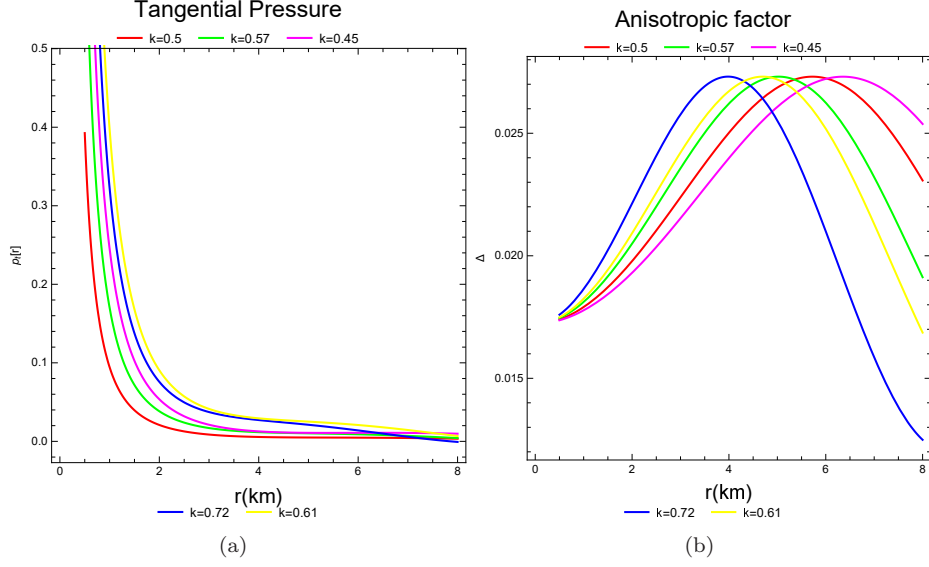 Tangential Pressure
k=0.5 k=0.57 k=0.45
0.5
0.4
0.3
0.2
0.1
0.0
pₜ[r]
0 2 4 6 8
r(km)
k=0.72 k=0.61
(a)
Anisotropic factor
k=0.5 k=0.57 k=0.45
0.025
0.020
0.015
Δ
0 2 4 6 8
r(km)
k=0.72 k=0.61
(b)